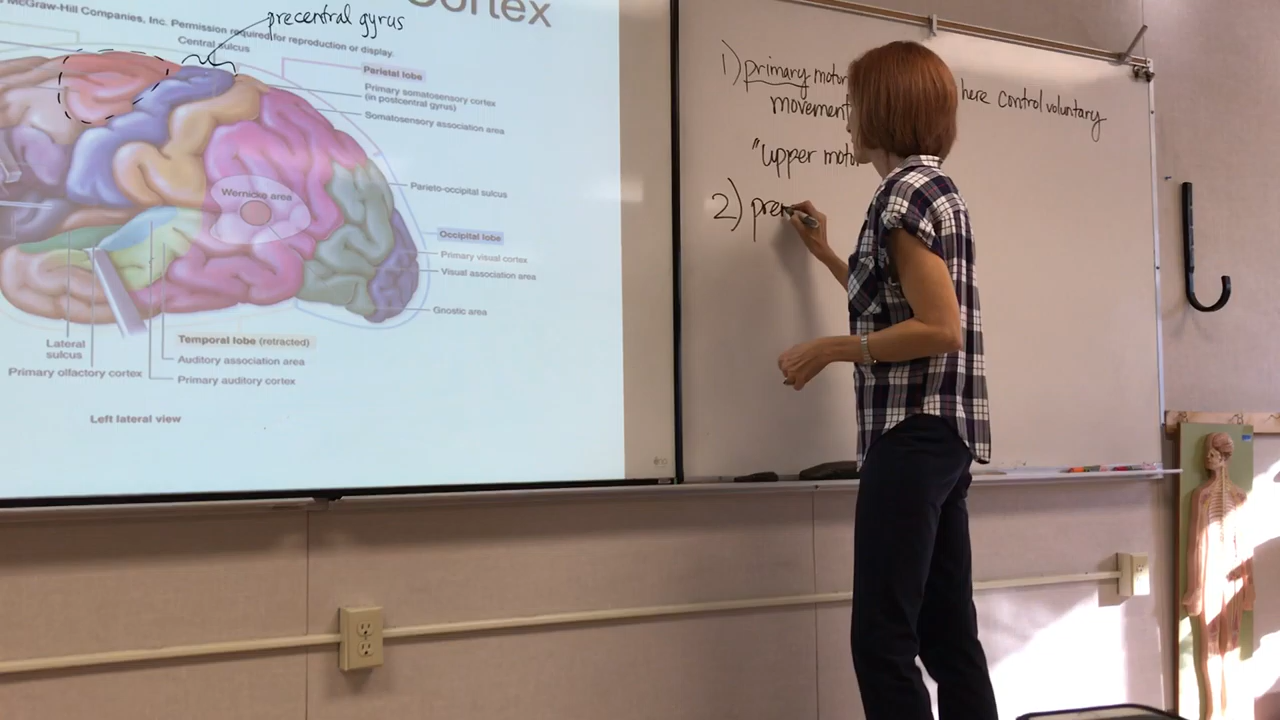 Cortex
McGraw-Hill Companies, Inc. Permission required for reproduction or display.
precentral gyrus
Central sulcus
Parietal lobe
Primary somatosensory cortex
(in postcentral gyrus)
Somatosensory association area
Wernicke area
Parieto-occipital sulcus
Occipital lobe
Primary visual cortex
Visual association area
Gnostic area
Temporal lobe (retracted)
Auditory association area
Primary auditory cortex
Lateral
sulcus
Primary olfactory cortex
Left lateral view
1) primary motor here control voluntary
movement
"upper moto
2) prem